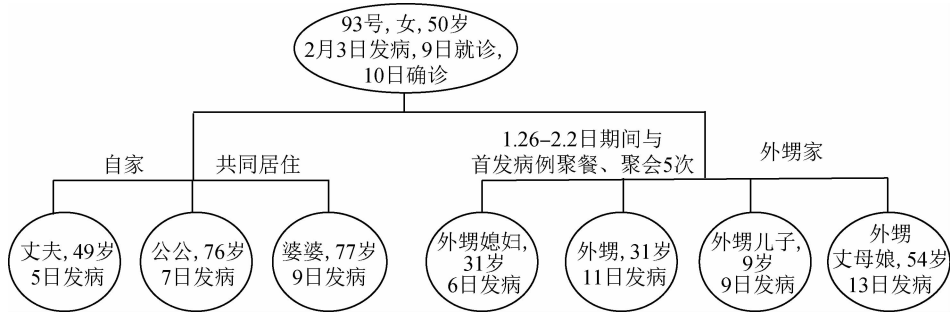 93号,女,50岁
2月3日发病,9日就诊,
10日确诊
1.26–2.2日期间与
首发病例聚餐、聚会5次
自家
共同居住
外甥家
丈夫,49岁
5日发病
公公,76岁
7日发病
婆婆,77岁
9日发病
外甥媳妇,
31岁
6日发病
外甥,31岁
11日发病
外甥儿子,
9岁
9日发病
外甥
丈母娘,54岁
13日发病